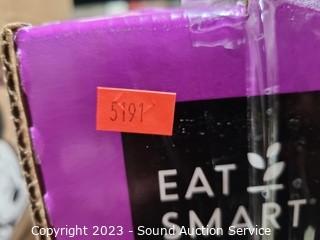 5191
EAT
SMART
Copyright 2023 - Sound Auction Service